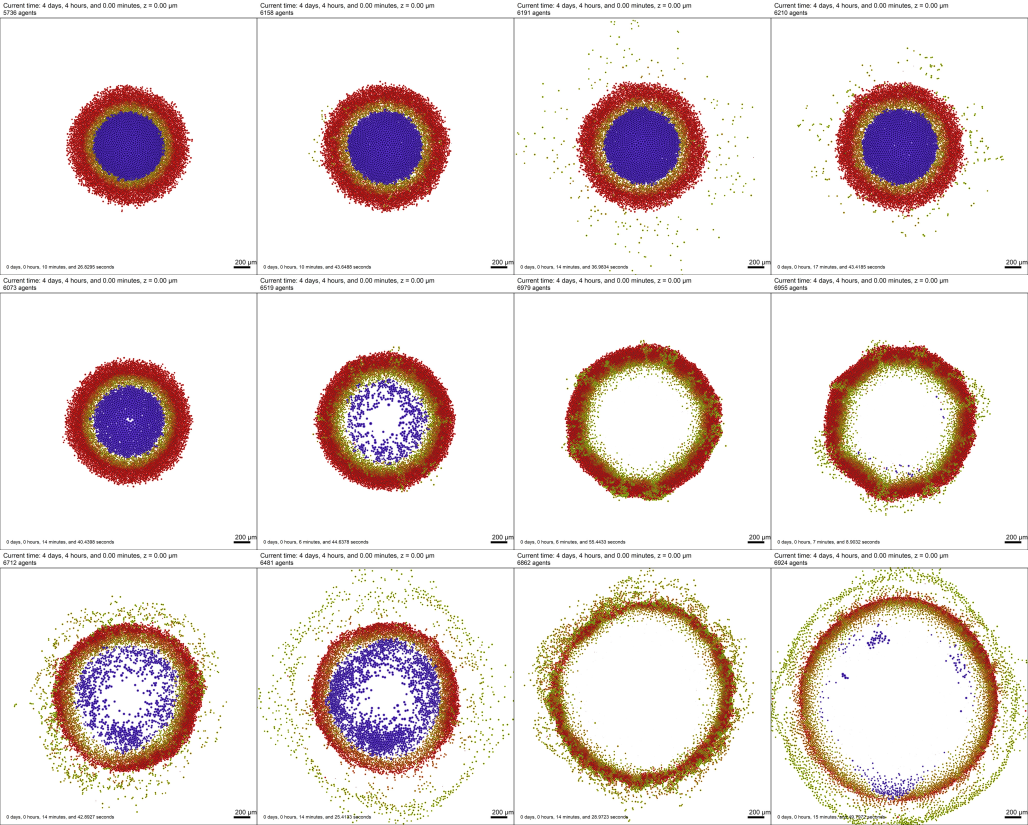 Current time: 4 days, 4 hours, and 0.00 minutes, z = 0.00 µm
5736 agents
200 µm
0 days, 0 hours, 10 minutes, and 26.8295 seconds
Current time: 4 days, 4 hours, and 0.00 minutes, z = 0.00 µm
6158 agents
200 µm
0 days, 0 hours, 10 minutes, and 43.6488 seconds
Current time: 4 days, 4 hours, and 0.00 minutes, z = 0.00 µm
6191 agents
200 µm
0 days, 0 hours, 14 minutes, and 36.9834 seconds
Current time: 4 days, 4 hours, and 0.00 minutes, z = 0.00 µm
6210 agents
200 µm
0 days, 0 hours, 17 minutes, and 43.4185 seconds
Current time: 4 days, 4 hours, and 0.00 minutes, z = 0.00 µm
6073 agents
200 µm
0 days, 0 hours, 14 minutes, and 40.4398 seconds
Current time: 4 days, 4 hours, and 0.00 minutes, z = 0.00 µm
6519 agents
200 µm
0 days, 0 hours, 6 minutes, and 44.6378 seconds
Current time: 4 days, 4 hours, and 0.00 minutes, z = 0.00 µm
6979 agents
200 µm
0 days, 0 hours, 6 minutes, and 55.4433 seconds
Current time: 4 days, 4 hours, and 0.00 minutes, z = 0.00 µm
6955 agents
200 µm
0 days, 0 hours, 7 minutes, and 8.9032 seconds
Current time: 4 days, 4 hours, and 0.00 minutes, z = 0.00 µm
6712 agents
200 µm
0 days, 0 hours, 14 minutes, and 42.8927 seconds
Current time: 4 days, 4 hours, and 0.00 minutes, z = 0.00 µm
6481 agents
200 µm
0 days, 0 hours, 14 minutes, and 25.4193 seconds
Current time: 4 days, 4 hours, and 0.00 minutes, z = 0.00 µm
6862 agents
200 µm
0 days, 0 hours, 14 minutes, and 28.9723 seconds
Current time: 4 days, 4 hours, and 0.00 minutes, z = 0.00 µm
6924 agents
200 µm
0 days, 0 hours, 15 minutes, and seconds